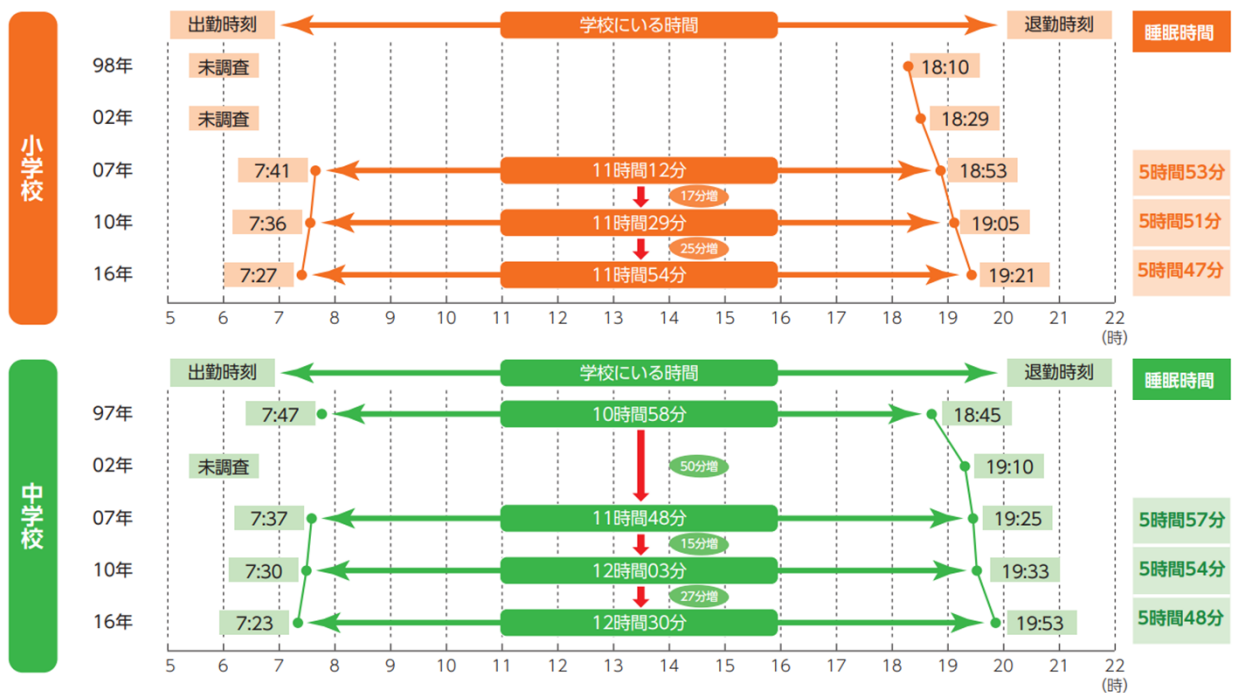 小学校
出勤時刻 学校にいる時間 退勤時刻 睡眠時間
98年 未調査 18:10
02年 未調査 18:29
07年 7:41 11時間12分 18:53 5時間53分
17分増
10年 7:36 11時間29分 19:05 5時間51分
25分増
16年 7:27 11時間54分 19:21 5時間47分
5 6 7 8 9 10 11 12 13 14 15 16 17 18 19 20 21 22
(時)
中学校
出勤時刻 学校にいる時間 退勤時刻 睡眠時間
97年 7:47 10時間58分 18:45
02年 未調査 50分増 19:10
07年 7:37 11時間48分 19:25 5時間57分
15分増
10年 7:30 12時間03分 19:33 5時間54分
27分増
16年 7:23 12時間30分 19:53 5時間48分
5 6 7 8 9 10 11 12 13 14 15 16 17 18 19 20 21 22
(時)